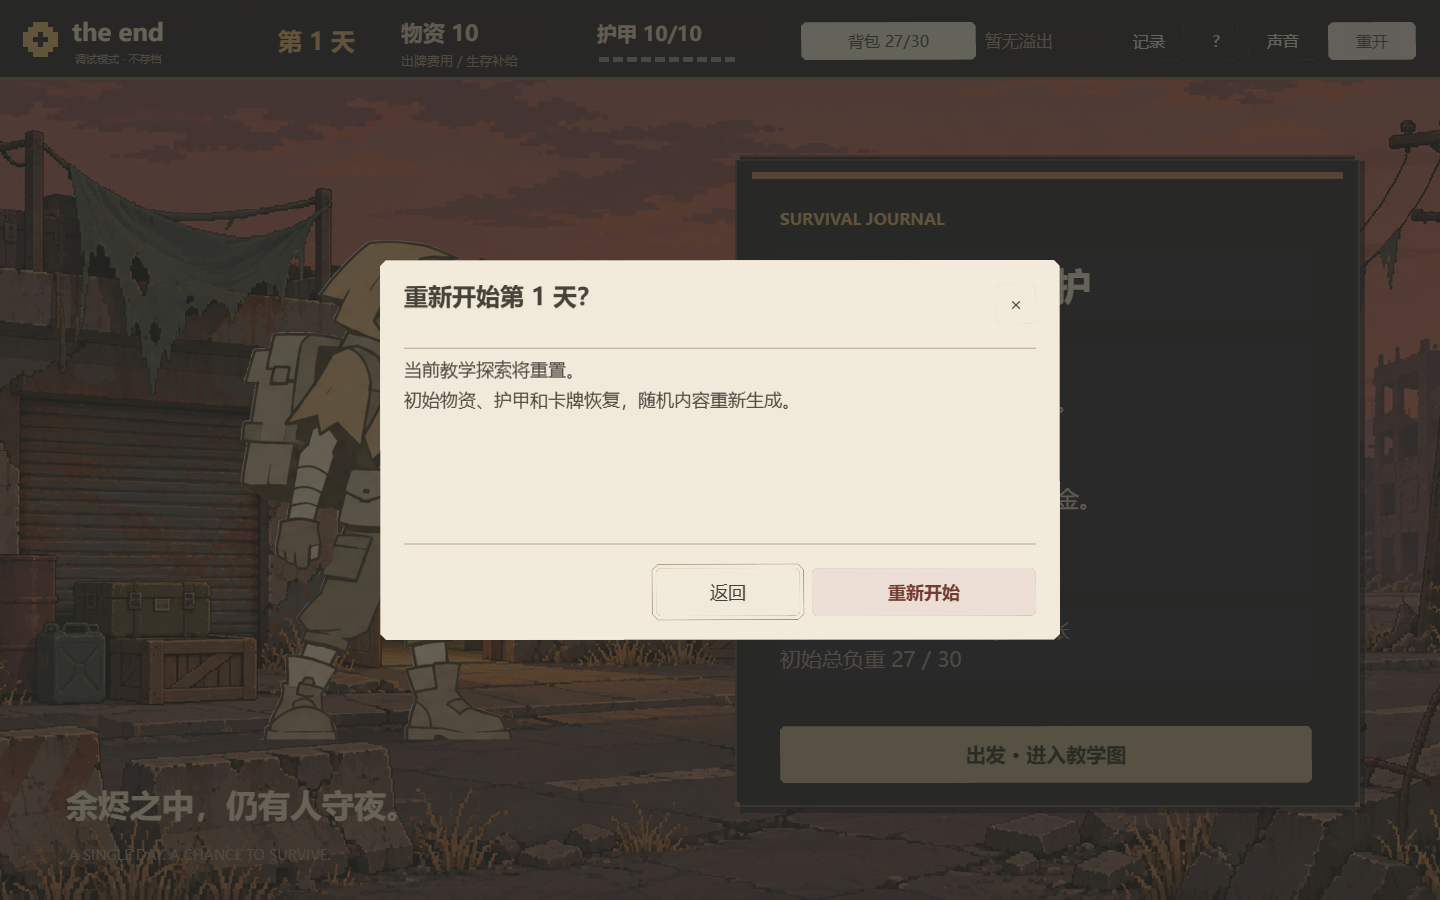 the end
调试模式 · 不存档
第 1 天
物资 10
出牌费用 / 生存补给
护甲 10/10
背包 27/30
暂无溢出
记录
?
声音
重开
SURVIVAL JOURNAL
护
重新开始第 1 天?
×
当前教学探索将重置。
初始物资、护甲和卡牌恢复，随机内容重新生成。
金。
返回
重新开始
初始总负重 27 / 30
出发 · 进入教学图
余烬之中，仍有人守夜。
A SINGLE DAY. A CHANCE TO SURVIVE.